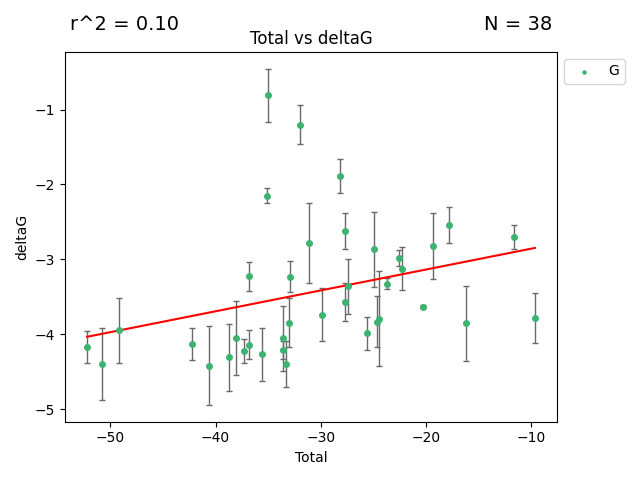 r^2 = 0.10
N = 38
Total vs deltaG
G
−1
−2
−3
−4
−5
deltaG
−50
−40
−30
−20
−10
Total